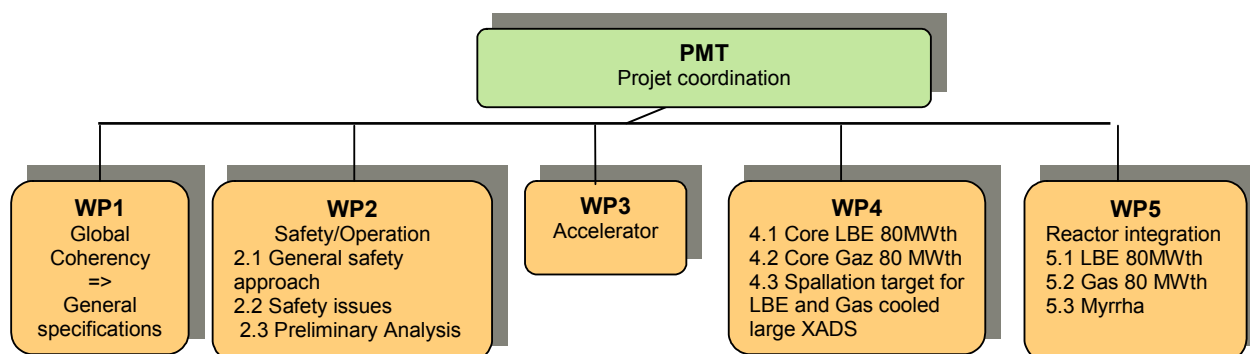 PMT
Projet coordination
WP1
Global
Coherency
=>
General
specifications
WP2
Safety/Operation
2.1 General safety
approach
2.2 Safety issues
2.3 Preliminary Analysis
WP3
Accelerator
WP4
4.1 Core LBE 80MWth
4.2 Core Gaz 80 MWth
4.3 Spallation target for
LBE and Gas cooled
large XADS
WP5
Reactor integration
5.1 LBE 80MWth
5.2 Gas 80 MWth
5.3 Myrrha